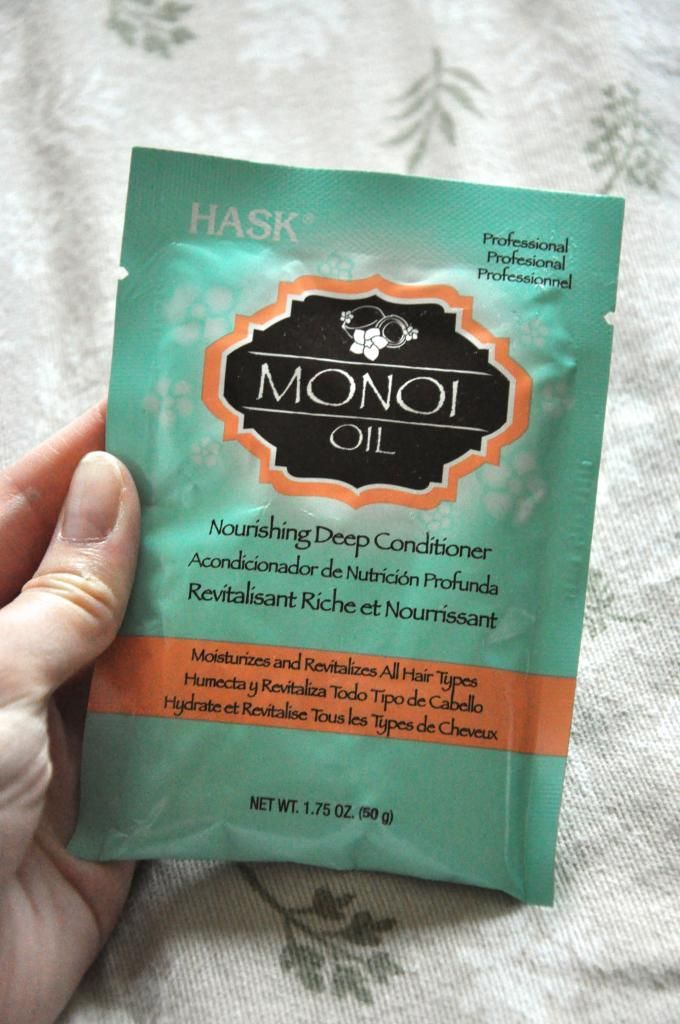 HASK®
Professional
Profesional
Professionnel
MONOI
OIL
Nourishing Deep Conditioner
Acondicionador de Nutrición Profunda
Revitalisant Riche et Nourrissant
Moisturizes and Revitalizes All Hair Types
Humecta y Revitaliza Todo Tipo de Cabello
Hydrate et Revitalise Tous les Types de Cheveux
NET WT. 1.75 OZ. (50 g)